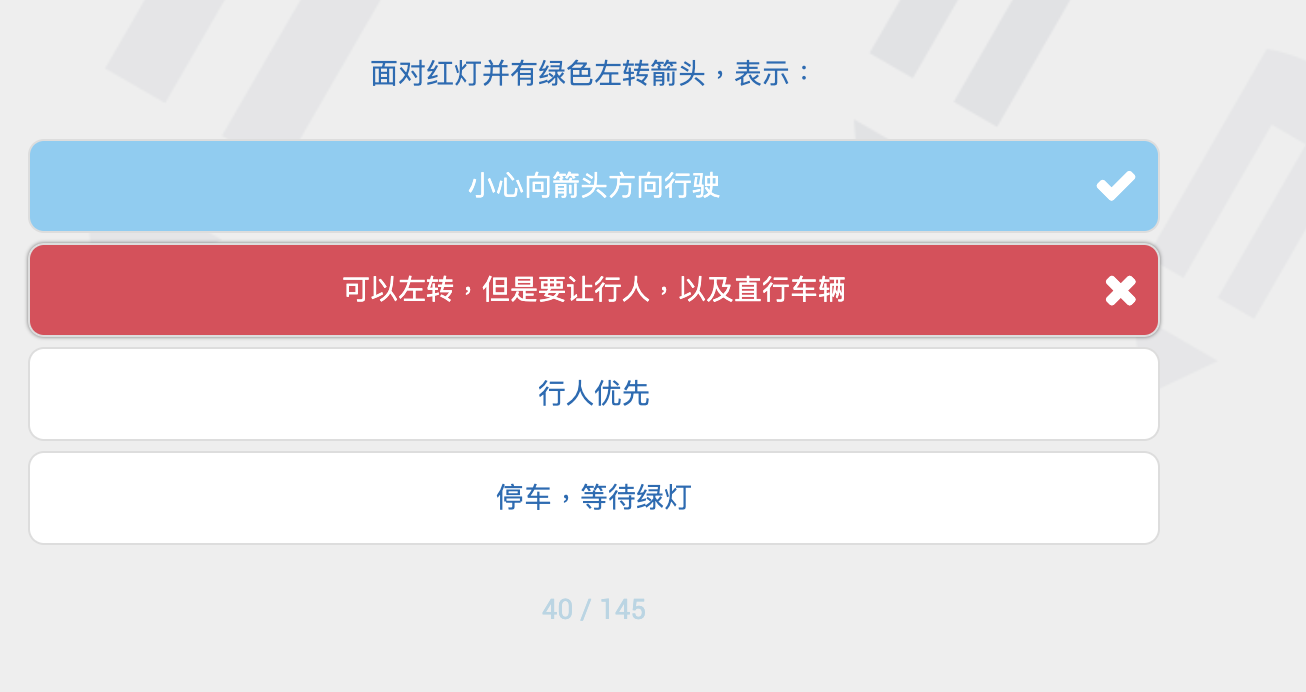 面对红灯并有绿色左转箭头，表示：
小心向箭头方向行驶
可以左转，但是要让行人，以及直行车辆
行人优先
停车，等待绿灯
40 / 145